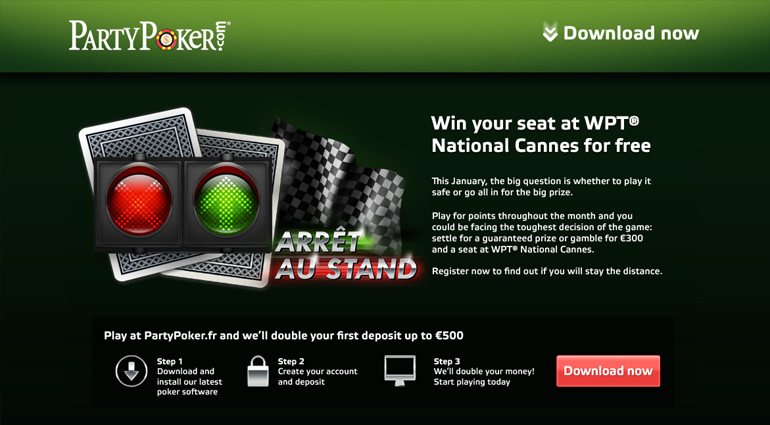 PARTYPOKER.com®
Download now
Win your seat at WPT®
National Cannes for free
This January, the big question is whether to play it
safe or go all in for the big prize.
Play for points throughout the month and you
could be facing the toughest decision of the game:
settle for a guaranteed prize or gamble for €300
and a seat at WPT® National Cannes.
Register now to find out if you will stay the distance.
ARRÊT
AU STAND
Play at PartyPoker.fr and we'll double your first deposit up to €500
Step 1
Download and
install our latest
poker software
Step 2
Create your account
and deposit
Step 3
We'll double your money!
Start playing today
Download now